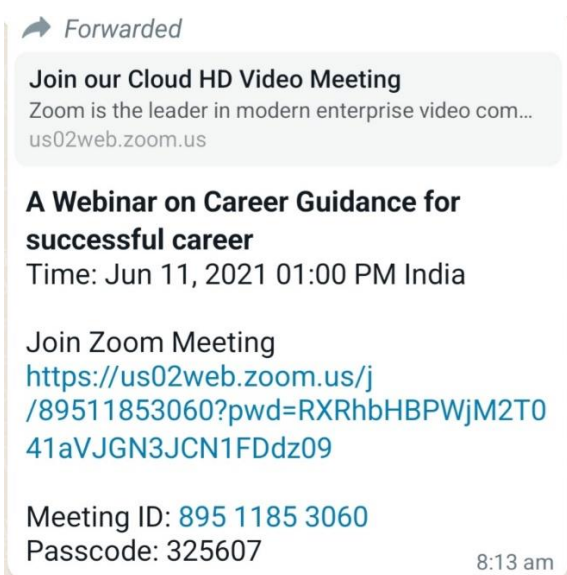 Forwarded
Join our Cloud HD Video Meeting
Zoom is the leader in modern enterprise video com...
us02web.zoom.us
A Webinar on Career Guidance for
successful career
Time: Jun 11, 2021 01:00 PM India
Join Zoom Meeting
https://us02web.zoom.us/j
/89511853060?pwd=RXRhbHBPWjM2T0
41aVJGN3JCN1FDdz09
Meeting ID: 895 1185 3060
Passcode: 325607
8:13 am